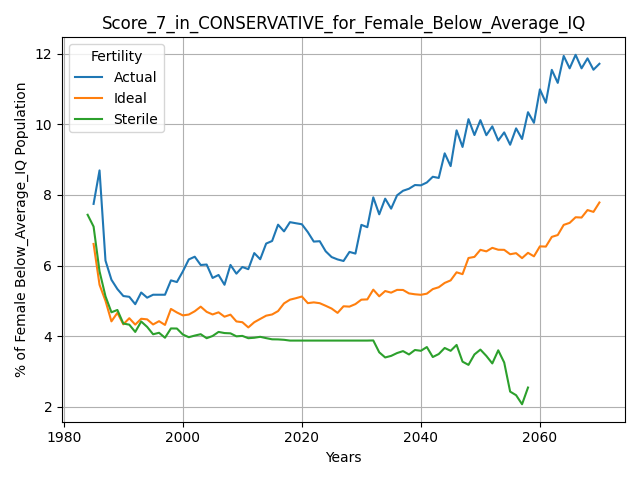 Score_7_in_CONSERVATIVE_for_Female_Below_Average_IQ
Fertility
Actual
Ideal
Sterile
% of Female Below_Average_IQ Population
12
10
8
6
4
2
1980
2000
2020
2040
2060
Years